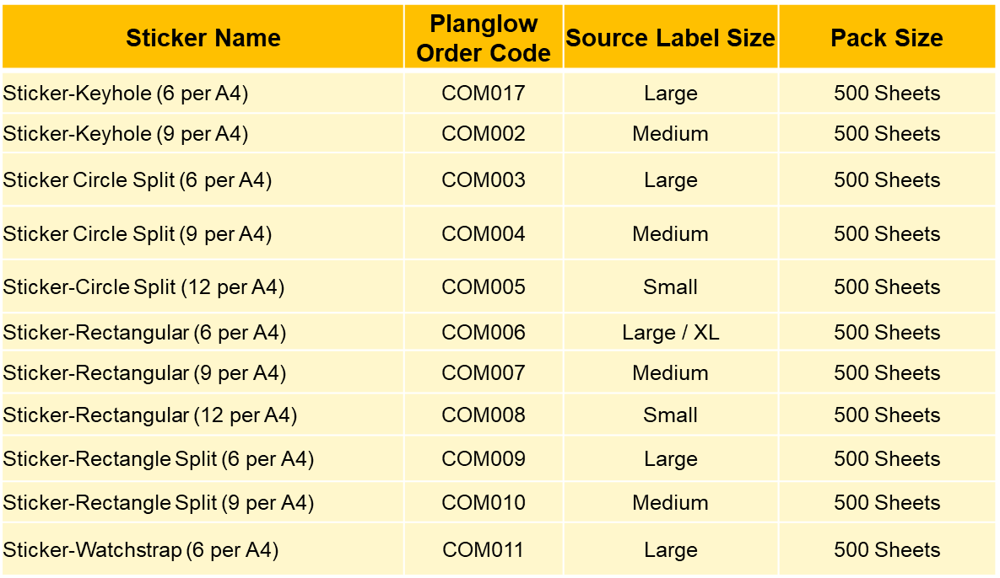 Sticker Name Planglow Order Code Source Label Size Pack Size
Sticker-Keyhole (6 per A4) COM017 Large 500 Sheets
Sticker-Keyhole (9 per A4) COM002 Medium 500 Sheets
Sticker Circle Split (6 per A4) COM003 Large 500 Sheets
Sticker Circle Split (9 per A4) COM004 Medium 500 Sheets
Sticker-Circle Split (12 per A4) COM005 Small 500 Sheets
Sticker-Rectangular (6 per A4) COM006 Large / XL 500 Sheets
Sticker-Rectangular (9 per A4) COM007 Medium 500 Sheets
Sticker-Rectangular (12 per A4) COM008 Small 500 Sheets
Sticker-Rectangle Split (6 per A4) COM009 Large 500 Sheets
Sticker-Rectangle Split (9 per A4) COM010 Medium 500 Sheets
Sticker-Watchstrap (6 per A4) COM011 Large 500 Sheets